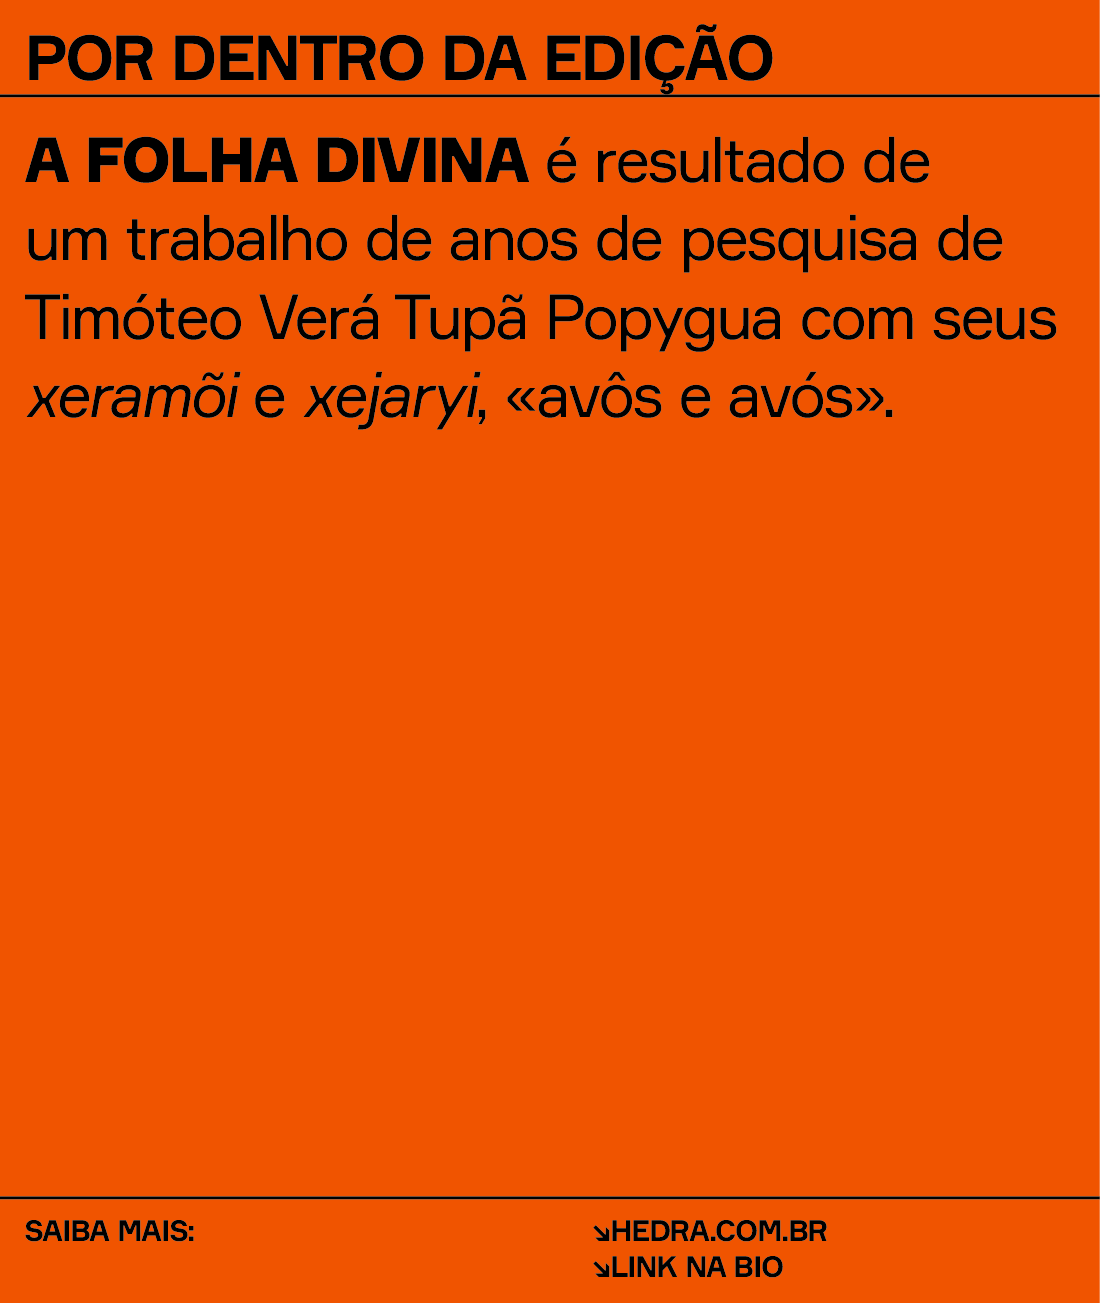 POR DENTRO DA EDIÇÃO
A FOLHA DIVINA é resultado de
um trabalho de anos de pesquisa de
Timóteo Verá Tupã Popygua com seus
xeramõi e xejaryi, «avôs e avós».
SAIBA MAIS:
↘HEDRA.COM.BR
↘LINK NA BIO